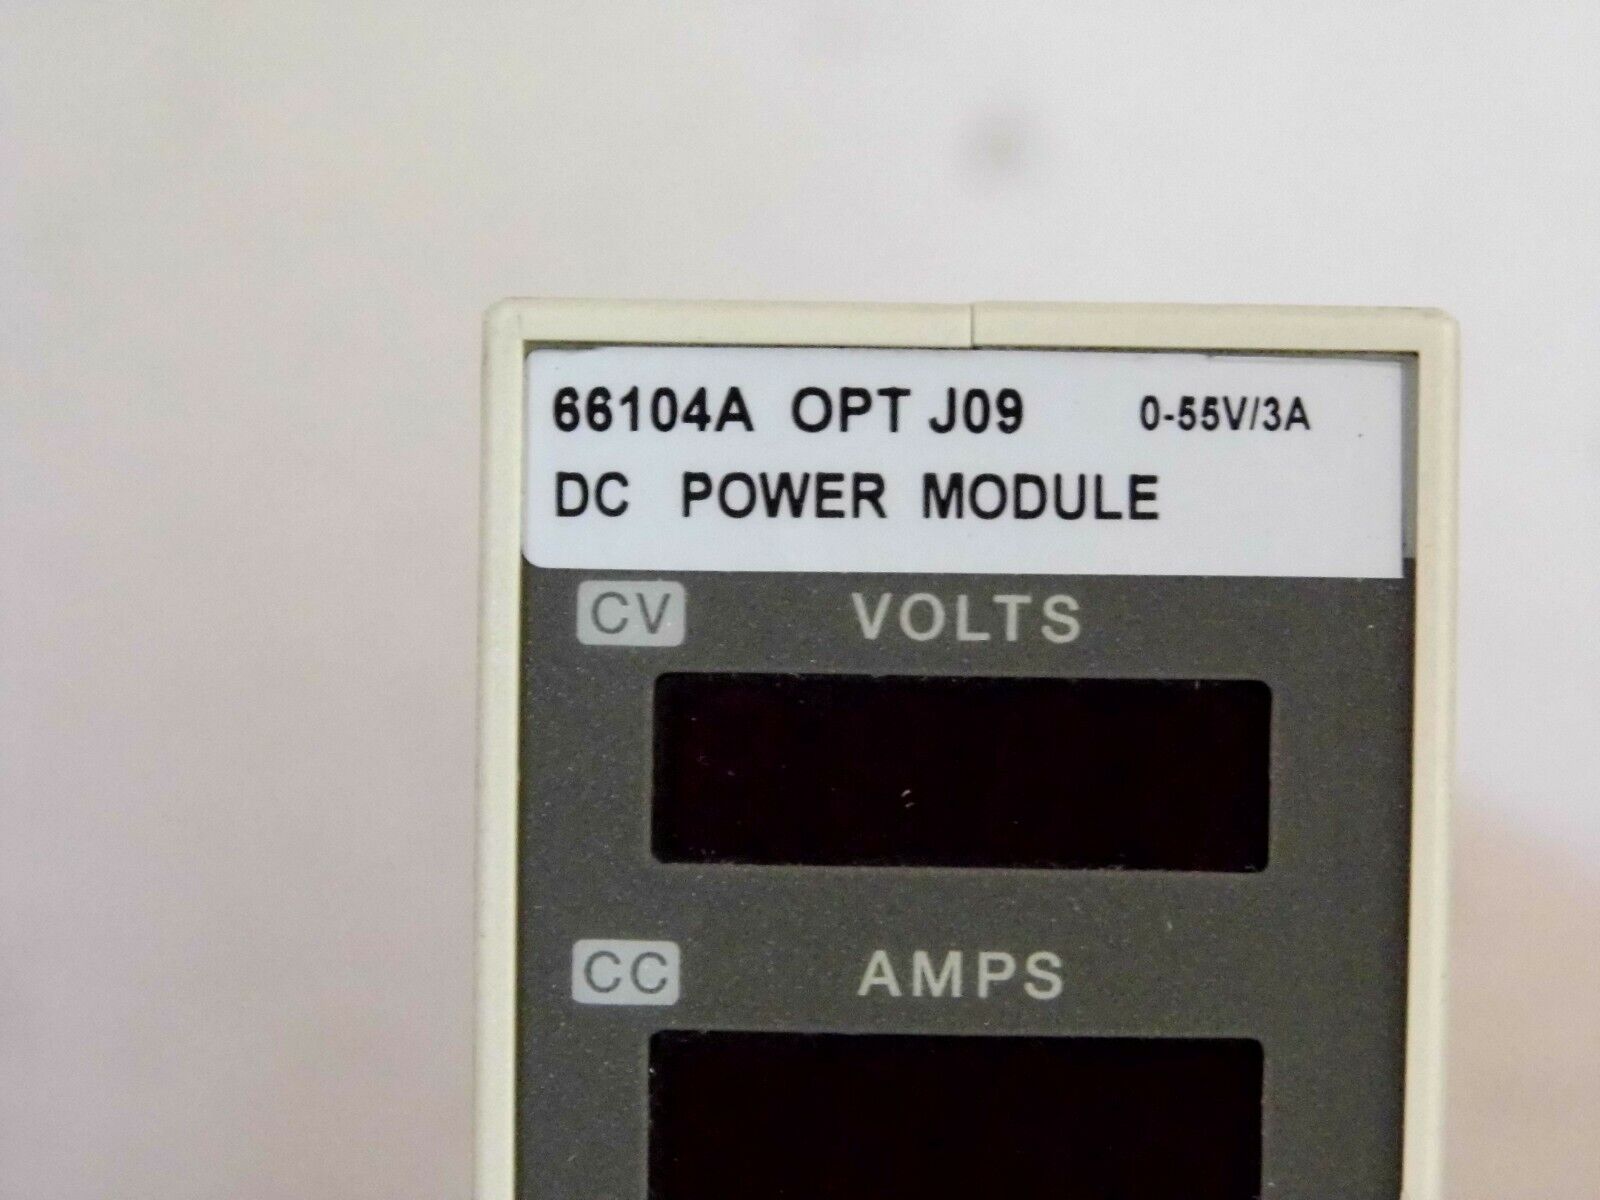 66104A OPT J09 0-55V/3A
DC POWER MODULE
CV VOLTS
CC AMPS